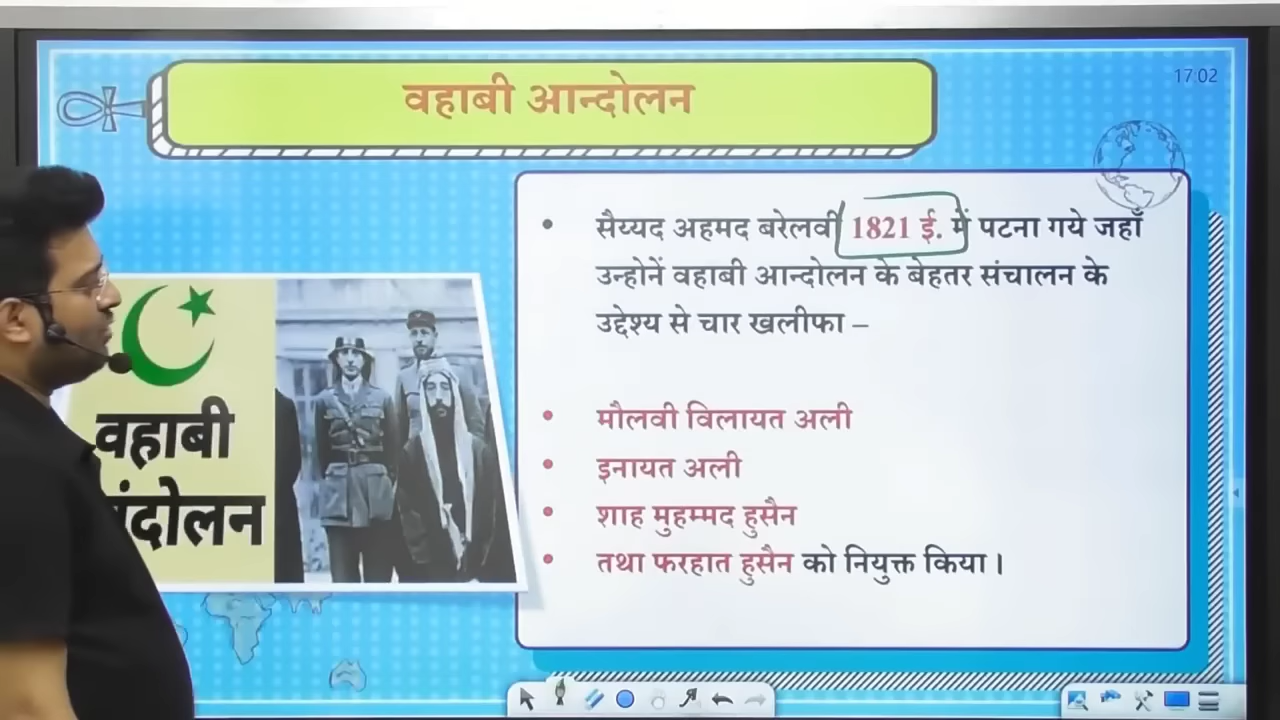 वहाबी आन्दोलन
17 02
• सैय्यद अहमद बरेलवी 1821 ई. में पटना गये जहाँ
उन्होनें वहाबी आन्दोलन के बेहतर संचालन के
उद्देश्य से चार खलीफा –
• मौलवी विलायत अली
• इनायत अली
• शाह मुहम्मद हुसैन
• तथा फरहात हुसैन को नियुक्त किया।
वहाबी
ंदोलन